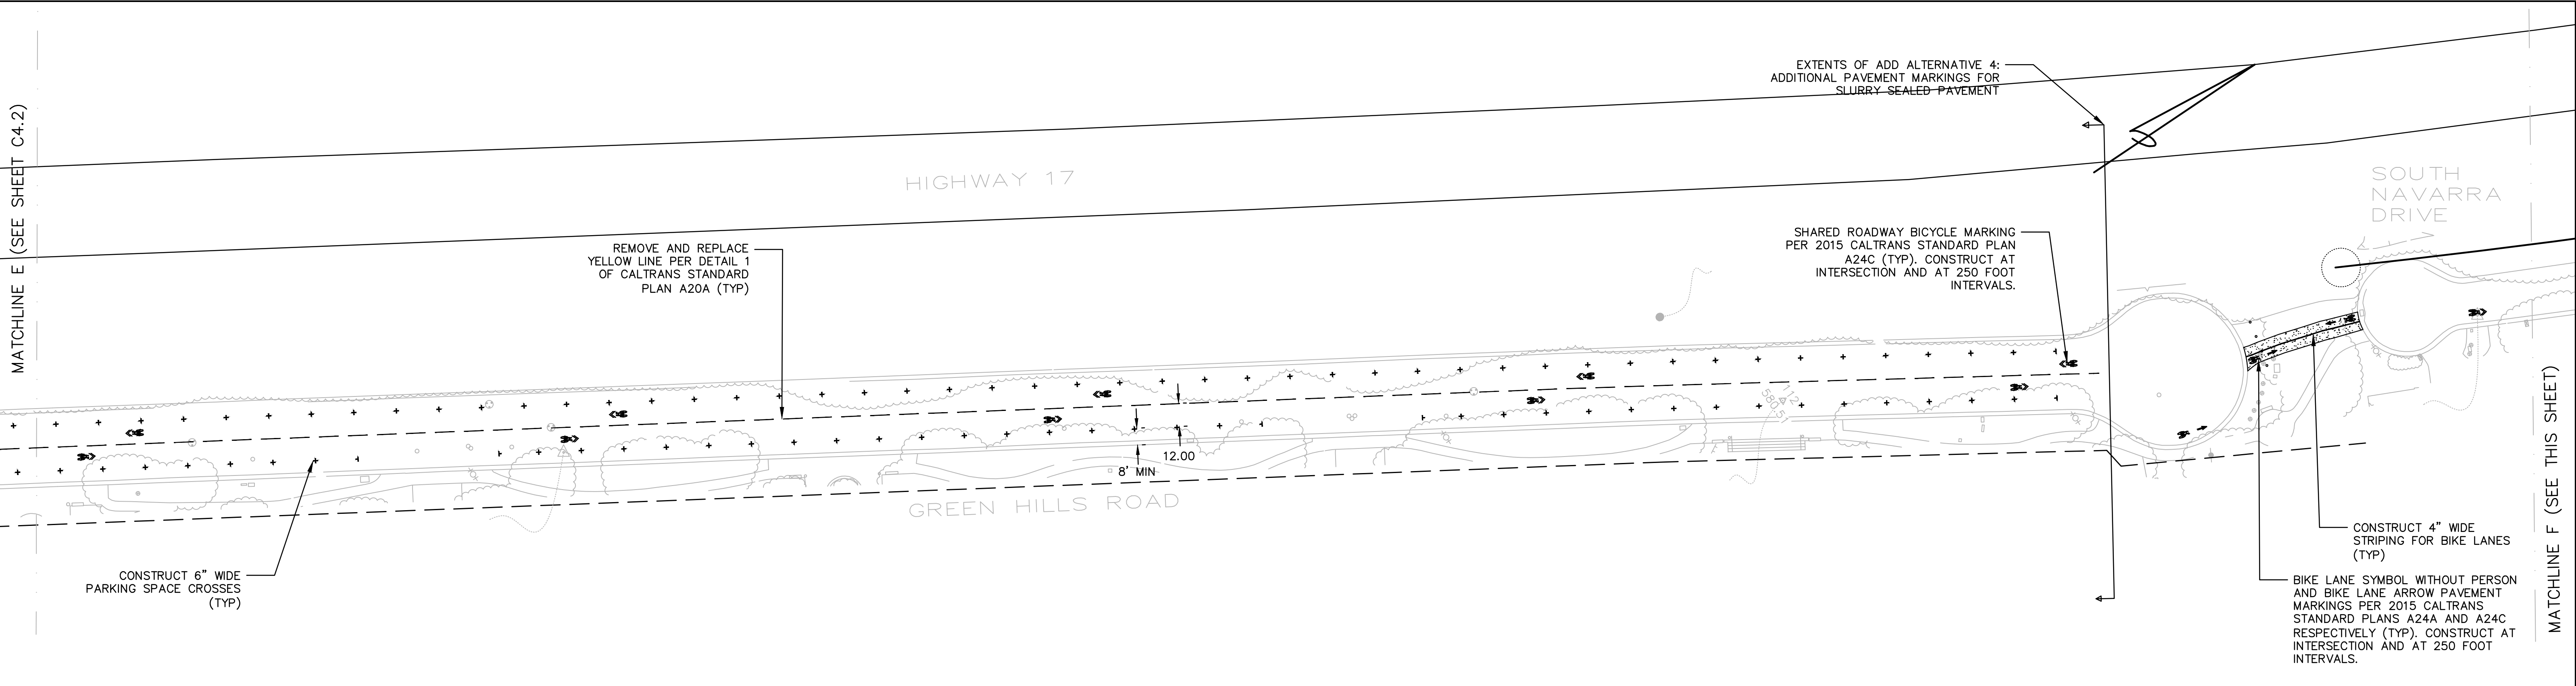 MATCHLINE E (SEE SHEET C4.2)
EXTENTS OF ADD ALTERNATIVE 4:
ADDITIONAL PAVEMENT MARKINGS FOR
SLURRY SEALED PAVEMENT
HIGHWAY 17
SOUTH
NAVARRA
DRIVE
REMOVE AND REPLACE
YELLOW LINE PER DETAIL 1
OF CALTRANS STANDARD
PLAN A20A (TYP)
SHARED ROADWAY BICYCLE MARKING
PER 2015 CALTRANS STANDARD PLAN
A24C (TYP). CONSTRUCT AT
INTERSECTION AND AT 250 FOOT
INTERVALS.
12.00
8' MIN
GREEN HILLS ROAD
CONSTRUCT 6" WIDE
PARKING SPACE CROSSES
(TYP)
CONSTRUCT 4" WIDE
STRIPING FOR BIKE LANES
(TYP)
BIKE LANE SYMBOL WITHOUT PERSON
AND BIKE LANE ARROW PAVEMENT
MARKINGS PER 2015 CALTRANS
STANDARD PLANS A24A AND A24C
RESPECTIVELY (TYP). CONSTRUCT AT
INTERSECTION AND AT 250 FOOT
INTERVALS.
MATCHLINE F (SEE THIS SHEET)